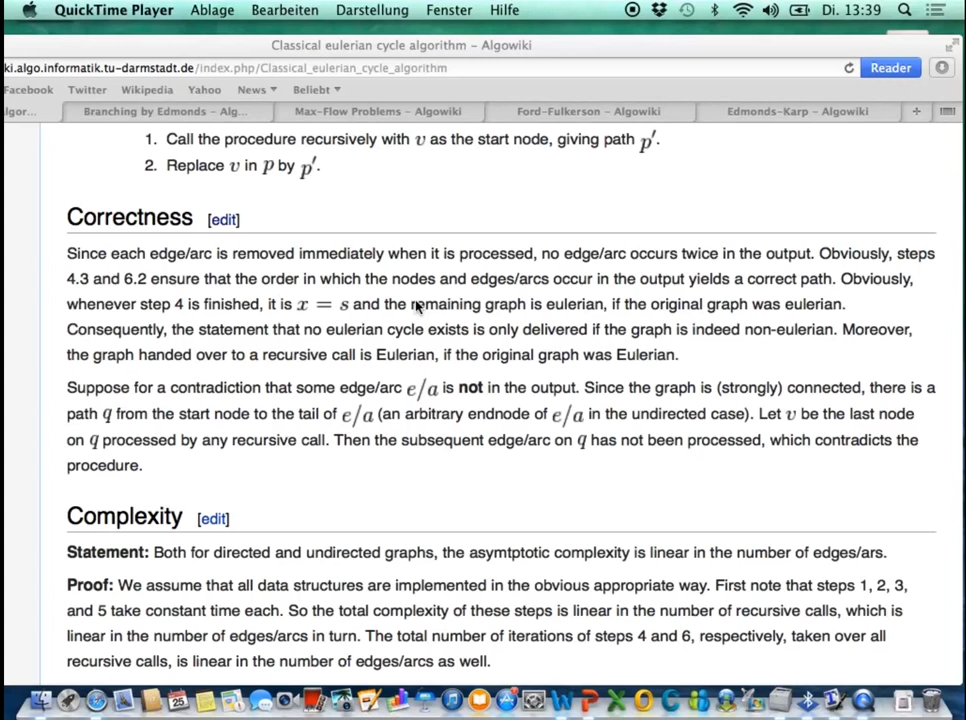 QuickTime Player Ablage Bearbeiten Darstellung Fenster Hilfe Di. 13:39
Classical eulerian cycle algorithm – Algowiki
ki.algo.informatik.tu-darmstadt.de/index.php/Classical_eulerian_cycle_algorithm Reader
Facebook Twitter Wikipedia Yahoo News Beliebt
lgor... Branching by Edmonds – Alg... Max-Flow Problems – Algowiki Ford-Fulkerson – Algowiki Edmonds-Karp – Algowiki
1. Call the procedure recursively with v as the start node, giving path p′.
2. Replace v in p by p′.
Correctness [edit]
Since each edge/arc is removed immediately when it is processed, no edge/arc occurs twice in the output. Obviously, steps
4.3 and 6.2 ensure that the order in which the nodes and edges/arcs occur in the output yields a correct path. Obviously,
whenever step 4 is finished, it is x = s and the remaining graph is eulerian, if the original graph was eulerian.
Consequently, the statement that no eulerian cycle exists is only delivered if the graph is indeed non-eulerian. Moreover,
the graph handed over to a recursive call is Eulerian, if the original graph was Eulerian.
Suppose for a contradiction that some edge/arc e/a is not in the output. Since the graph is (strongly) connected, there is a
path q from the start node to the tail of e/a (an arbitrary endnode of e/a in the undirected case). Let v be the last node
on q processed by any recursive call. Then the subsequent edge/arc on q has not been processed, which contradicts the
procedure.
Complexity [edit]
Statement: Both for directed and undirected graphs, the asymtptotic complexity is linear in the number of edges/ars.
Proof: We assume that all data structures are implemented in the obvious appropriate way. First note that steps 1, 2, 3,
and 5 take constant time each. So the total complexity of these steps is linear in the number of recursive calls, which is
linear in the number of edges/arcs in turn. The total number of iterations of steps 4 and 6, respectively, taken over all
recursive calls, is linear in the number of edges/arcs as well.
25